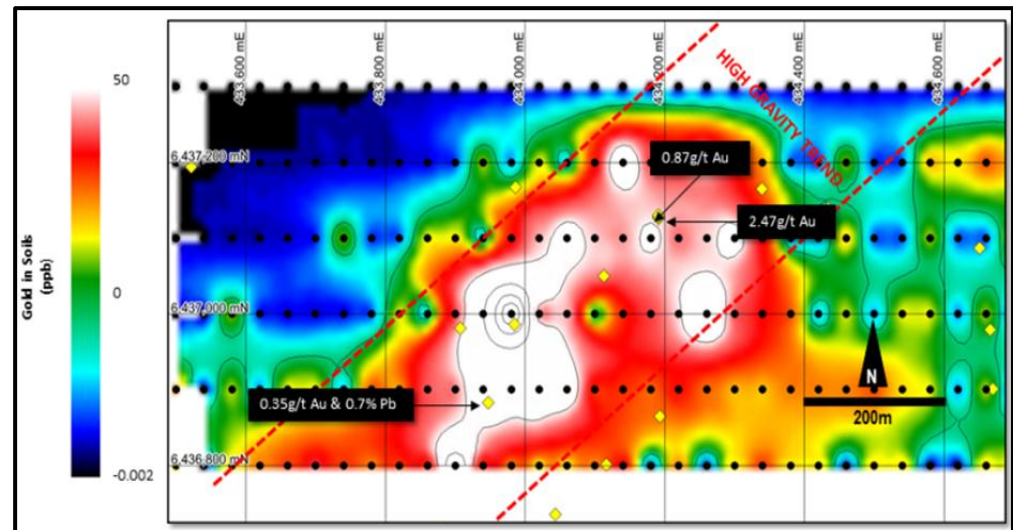 50
0
-0.002
Gold in Soils
(ppb)
433,600 mE
433,800 mE
434,000 mE
434,200 mE
434,400 mE
434,600 mE
6,437,200 mN
6,437,000 mN
6,436,800 mN
HIGH GRAVITY TREND
0.87g/t Au
2.47g/t Au
0.35g/t Au & 0.7% Pb
N
200m